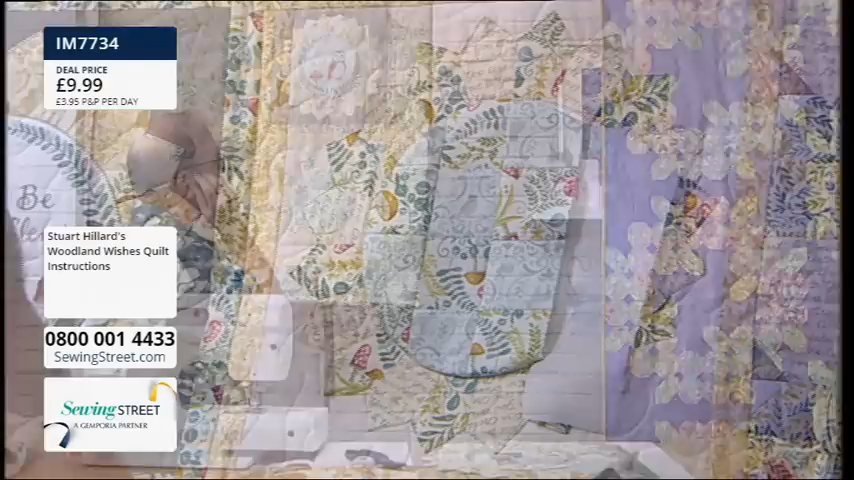 IM7734
DEAL PRICE
£9.99
£3.95 P&P PER DAY
Be
Stuart Hillard's
Woodland Wishes Quilt
Instructions
0800 001 4433
SewingStreet.com
Sewing STREET
A GEMPORIA PARTNER